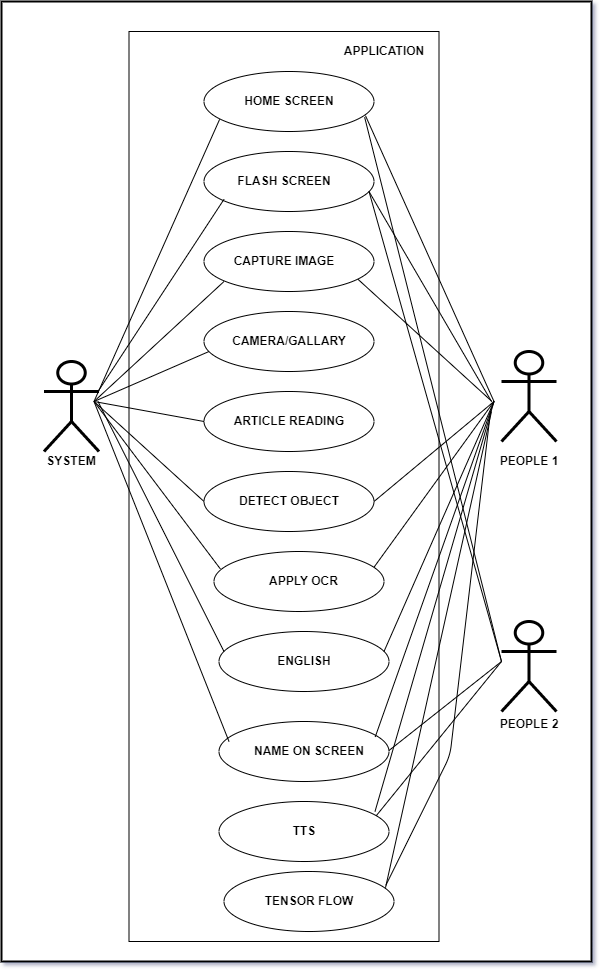 APPLICATION
HOME SCREEN
FLASH SCREEN
CAPTURE IMAGE
CAMERA/GALLARY
ARTICLE READING
SYSTEM
PEOPLE 1
DETECT OBJECT
APPLY OCR
ENGLISH
PEOPLE 2
NAME ON SCREEN
TTS
TENSOR FLOW